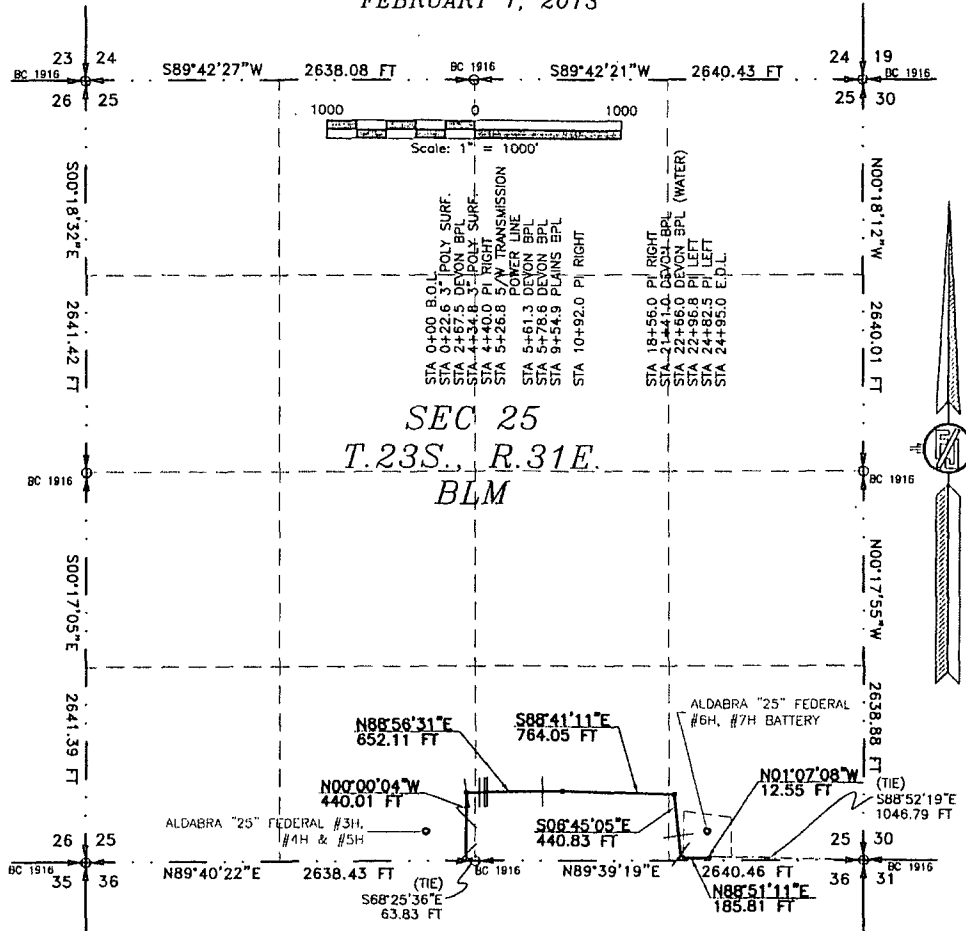 FEBRUARY 7, 2013
23 24
BC 1916
26 25
S89°42'27"W 2638.08 FT
BC 1916
S89°42'21"W 2640.43 FT
24 19
BC 1916
25 30
1000 0 1000
Scale: 1" = 1000'
S00°18'32"E 2641.42 FT
N00°18'12"W 2640.01 FT
STA 0+00 B.O.L.
STA 0+22.6 3" POLY SURF.
STA 2+67.5 DEVON BPL
STA 4+34.8 3" POLY SURF.
STA 4+40.0 PI RIGHT
STA 5+26.8 5/W TRANSMISSION
POWER LINE
STA 5+61.3 DEVON BPL
STA 5+78.6 DEVON BPL
STA 9+54.9 PLAINS BPL
STA 10+92.0 PI RIGHT
STA 18+56.0 PI RIGHT
STA 21+41.0 DEVON BPL
STA 22+66.0 DEVON BPL (WATER)
STA 22+96.8 PI LEFT
STA 24+82.5 PI LEFT
STA 24+95.0 E.O.L.
SEC 25
T.23S., R.31E.
BLM
BC 1916
BC 1916
S00°17'05"E 2641.39 FT
N00°17'55"W 2638.88 FT
N88°56'31"E
652.11 FT
S88°41'11"E
764.05 FT
ALDABRA "25" FEDERAL
#6H, #7H BATTERY
N00°00'04"W
440.01 FT
N01°07'08"W
12.55 FT
(TIE)
S88°52'19"E
1046.79 FT
ALDABRA "25" FEDERAL #3H,
#4H & #5H
S06°45'05"E
440.83 FT
26 25
BC 1916
35 36
N89°40'22"E 2638.43 FT
BC 1916
N89°39'19"E 2640.46 FT
25 30
BC 1916
36 31
(TIE)
S68°25'36"E
63.83 FT
N88°51'11"E
185.81 FT